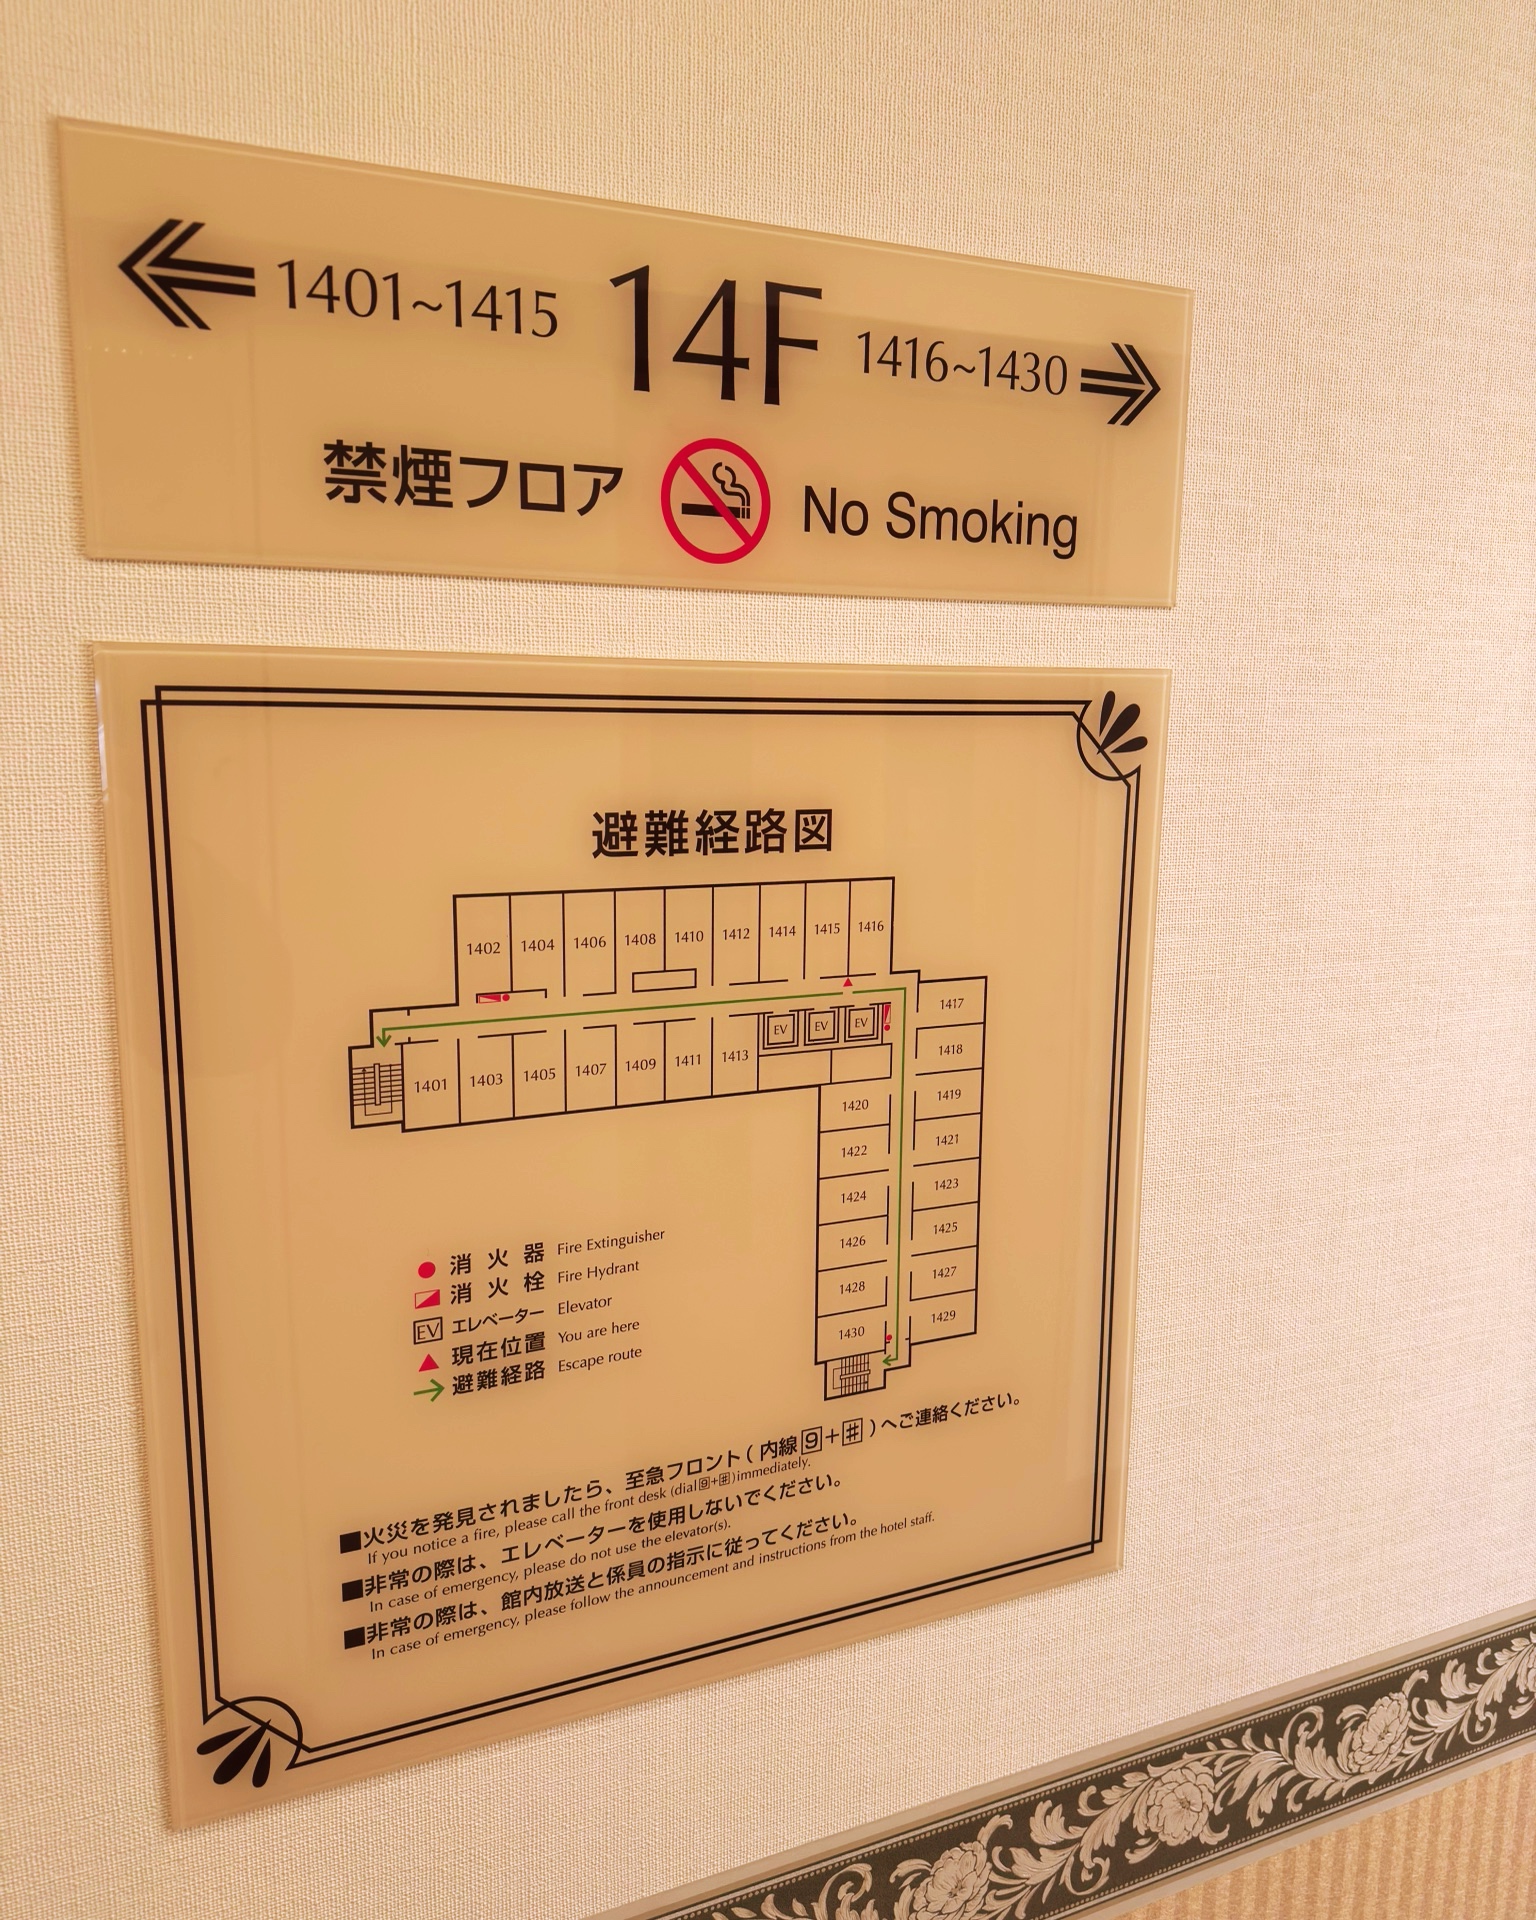 1401~1415 14F 1416~1430
禁煙フロア No Smoking
避難経路図
1402 1404 1406 1408 1410 1412 1414 1415 1416
1417
EV EV EV
1418
1401 1403 1405 1407 1409 1411 1413
1420 1419
1422 1421
1424 1423
1426 1425
1428 1427
1430 1429
消火器 Fire Extinguisher
消火栓 Fire Hydrant
EV エレベーター Elevator
現在位置 You are here
避難経路 Escape route
■火災を発見されましたら、至急フロント(内線9+#)へご連絡ください。
If you notice a fire, please call the front desk (dial9+#)immediately.
■非常の際は、エレベーターを使用しないでください。
In case of emergency, please do not use the elevator(s).
■非常の際は、館内放送と係員の指示に従ってください。
In case of emergency, please follow the announcement and instructions from the hotel staff.